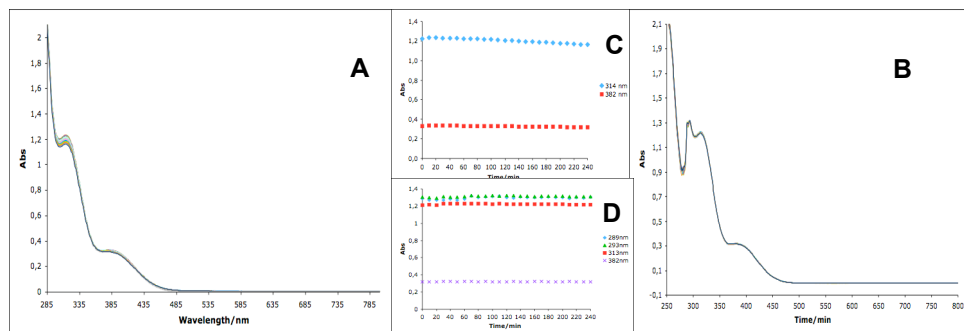 A
2
1,8
1,6
1,4
1,2
1
0,8
0,6
0,4
0,2
0
Abs
285 335 385 435 485 535 585 635 685 735 785
Wavelength/nm
C
1,4
1,2
1,0
0,8
0,6
0,4
0,2
0,0
Abs
0 20 40 60 80 100 120 140 160 180 200 220 240
Time/min
314 nm
382 nm
D
1,4
1,2
1
0,8
0,6
0,4
0,2
0
Abs
0 20 40 60 80 100 120 140 160 180 200 220 240
Time/min
289nm
293nm
313nm
382nm
B
2,1
1,9
1,7
1,5
1,3
1,1
0,9
0,7
0,5
0,3
0,1
-0,1
Abs
250 300 350 400 450 500 550 600 650 700 750 800
Time/min